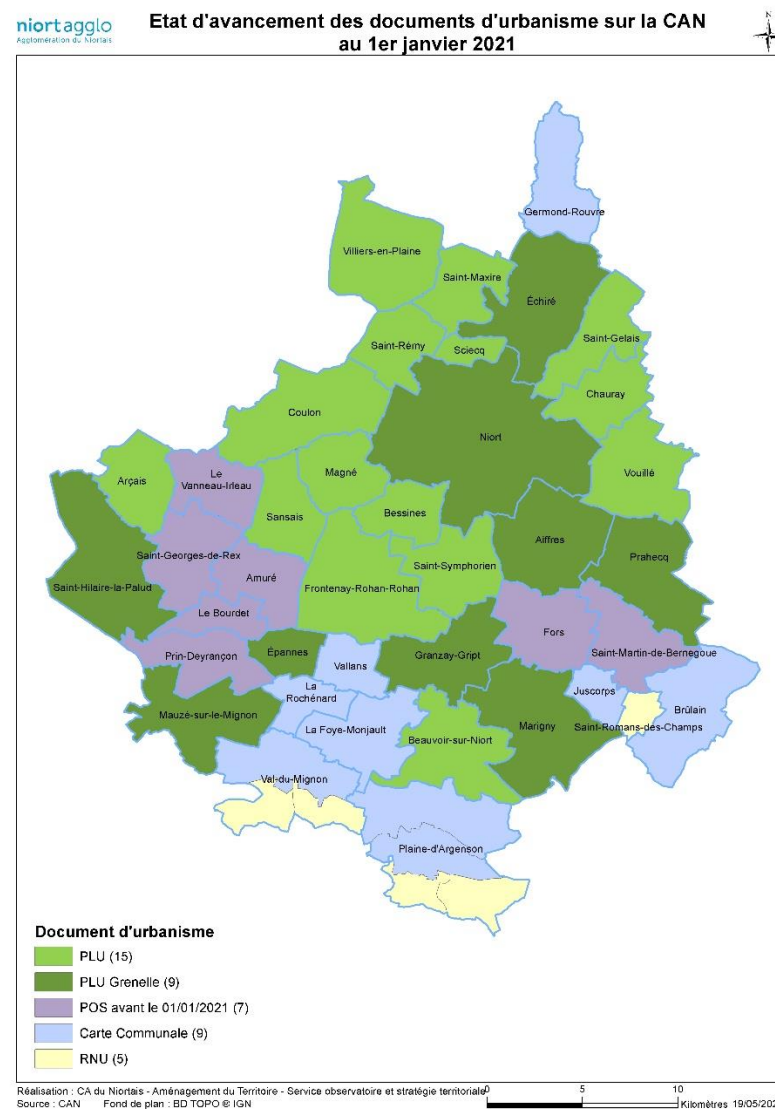 niortagglo
Agglomération du Niortais
Etat d'avancement des documents d'urbanisme sur la CAN
au 1er janvier 2021
N
Germond-Rouvre
Villiers-en-Plaine
Saint-Maxire
Échiré
Saint-Gelais
Saint-Rémy
Sciecq
Chauray
Coulon
Niort
Vouillé
Arçais
Le
Vanneau-Irleau
Magné
Sansais
Bessines
Aiffres
Prahecq
Saint-Georges-de-Rex
Saint-Hilaire-la-Palud
Amuré
Saint-Symphorien
Frontenay-Rohan-Rohan
Le Bourdet
Fors
Saint-Martin-de-Bernegoue
Prin-Deyrançon
Épannes
Vallans
Granzay-Gript
La
Rochénard
Juscorps
Brûlain
Mauzé-sur-le-Mignon
La Foye-Monjault
Marigny
Saint-Romans-des-Champs
Beauvoir-sur-Niort
Val-du-Mignon
Plaine-d'Argenson
Document d'urbanisme
PLU (15)
PLU Grenelle (9)
POS avant le 01/01/2021 (7)
Carte Communale (9)
RNU (5)
Réalisation : CA du Niortais - Aménagement du Territoire - Service observatoire et stratégie territoriale
0 5 10
Source : CAN Fond de plan : BD TOPO © IGN
Kilomètres 19/05/202